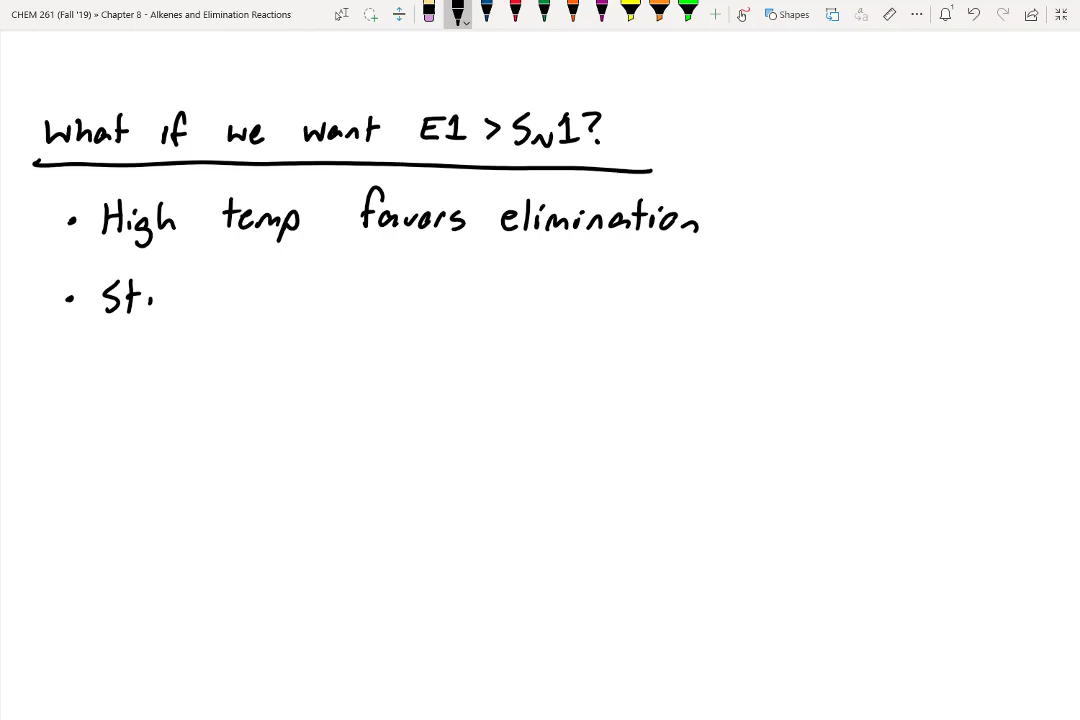 CHEM 261 (Fall '19) » Chapter 8 - Alkenes and Elimination Reactions
Shapes
What if we want E1 > SN1?
• High temp favors elimination
• St